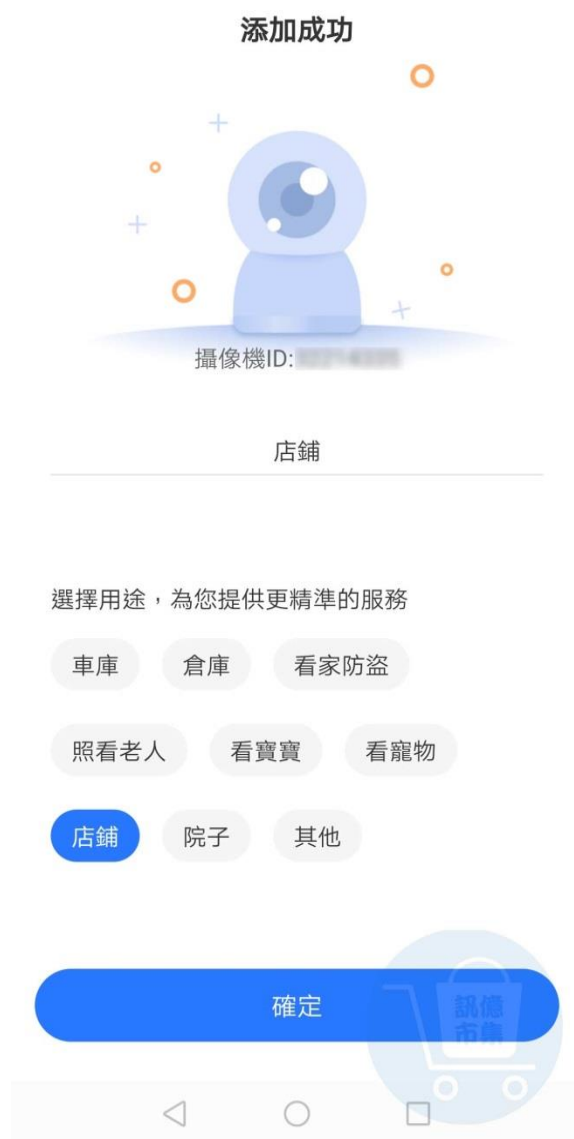 添加成功
攝像機ID:
店鋪
選擇用途，為您提供更精準的服務
車庫 倉庫 看家防盜
照看老人 看寶寶 看寵物
店鋪 院子 其他
確定
訊億
市集